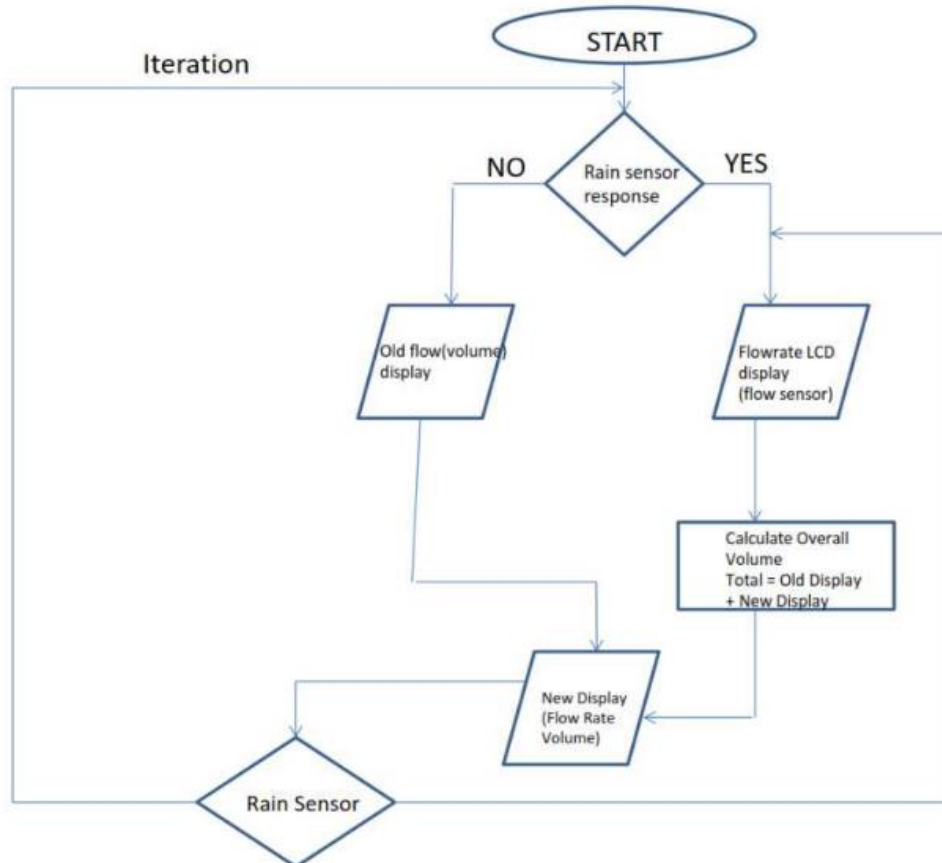 START
Iteration
NO
YES
Rain sensor
response
Old flow(volume)
display
Flowrate LCD
display
(flow sensor)
Calculate Overall
Volume
Total = Old Display
+ New Display
New Display
(Flow Rate
Volume)
Rain Sensor